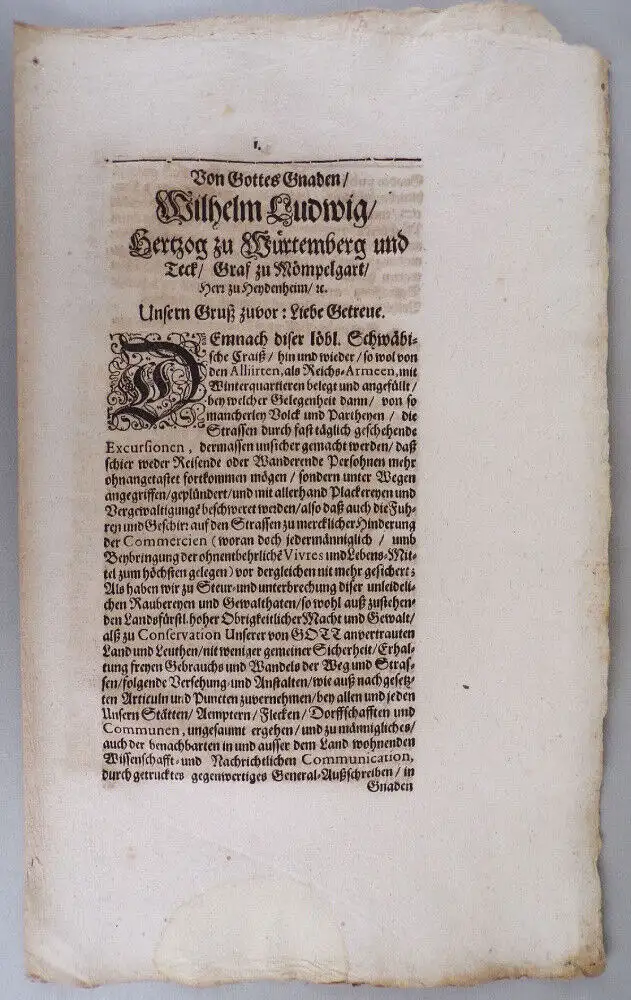 1.
Von Gottes Gnaden/
Wilhelm Ludwig/
Hertzog zu Würtemberg und
Teck/ Graf zu Mömpelgart/
Herr zu Heydenheim/ ꝛc.
Unsern Gruß zuvor: Liebe Getreue.
DEmnach diser löbl. Schwäbi-
sche Craiß/ hin und wieder/ so wol von
den Alliirten, als Reichs-Armeen, mit
Winterquartieren belegt und angefüllt/
bey welcher Gelegenheit dann/ von so
mancherley Volck und Partheyen/ die
Strassen durch fast täglich geschehende
Excursionen, dermassen unsicher gemacht werden/ daß
schier weder Reisende oder Wanderende Persohnen mehr
ohnangetastet fortkommen mögen/ sondern unter Wegen
angegriffen/geplündert/und mit allerhand Plackereyen und
Vergewaltigungē beschweret werden/also daß auch die Fuh-
ren und Geschirr auf den Strassen zu mercklicher Hinderung
der Commercien (woran doch jedermänniglich/ umb
Beybringung der ohnentbehrlichē Vivres und Lebens-Mit-
tel zum höchsten gelegen) vor dergleichen nit mehr gesichert;
Als haben wir zu Steur-und unterbrechung diser unleideli-
chen Raubereyen und Gewalthaten/so wohl auß zustehen-
den Landsfürstl. hoher Obrigkeitlicher Macht und Gewalt/
alß zu Conservation Unserer von GOTT anvertrauten
Land und Leuthen/nit weniger gemeiner Sicherheit/Erhal-
tung freyen Gebrauchs und Wandels der Weg und Stras-
sen/folgende Versehung und Anstalten/wie auß nachgesetz-
ten Articuln und Puncten zuvernehmen/bey allen und jeden
Unsern Stätten/ Aemptern/ Flecken/ Dorffschafften und
Communen, ungesaumt ergehen/ und zu männigliches/
auch der benachbarten in und ausser dem Land wohnenden
Wissenschafft-und Nachrichtlichen Communication,
durch getrucktes gegenwertiges General-Außschreiben/ in
Gnaden